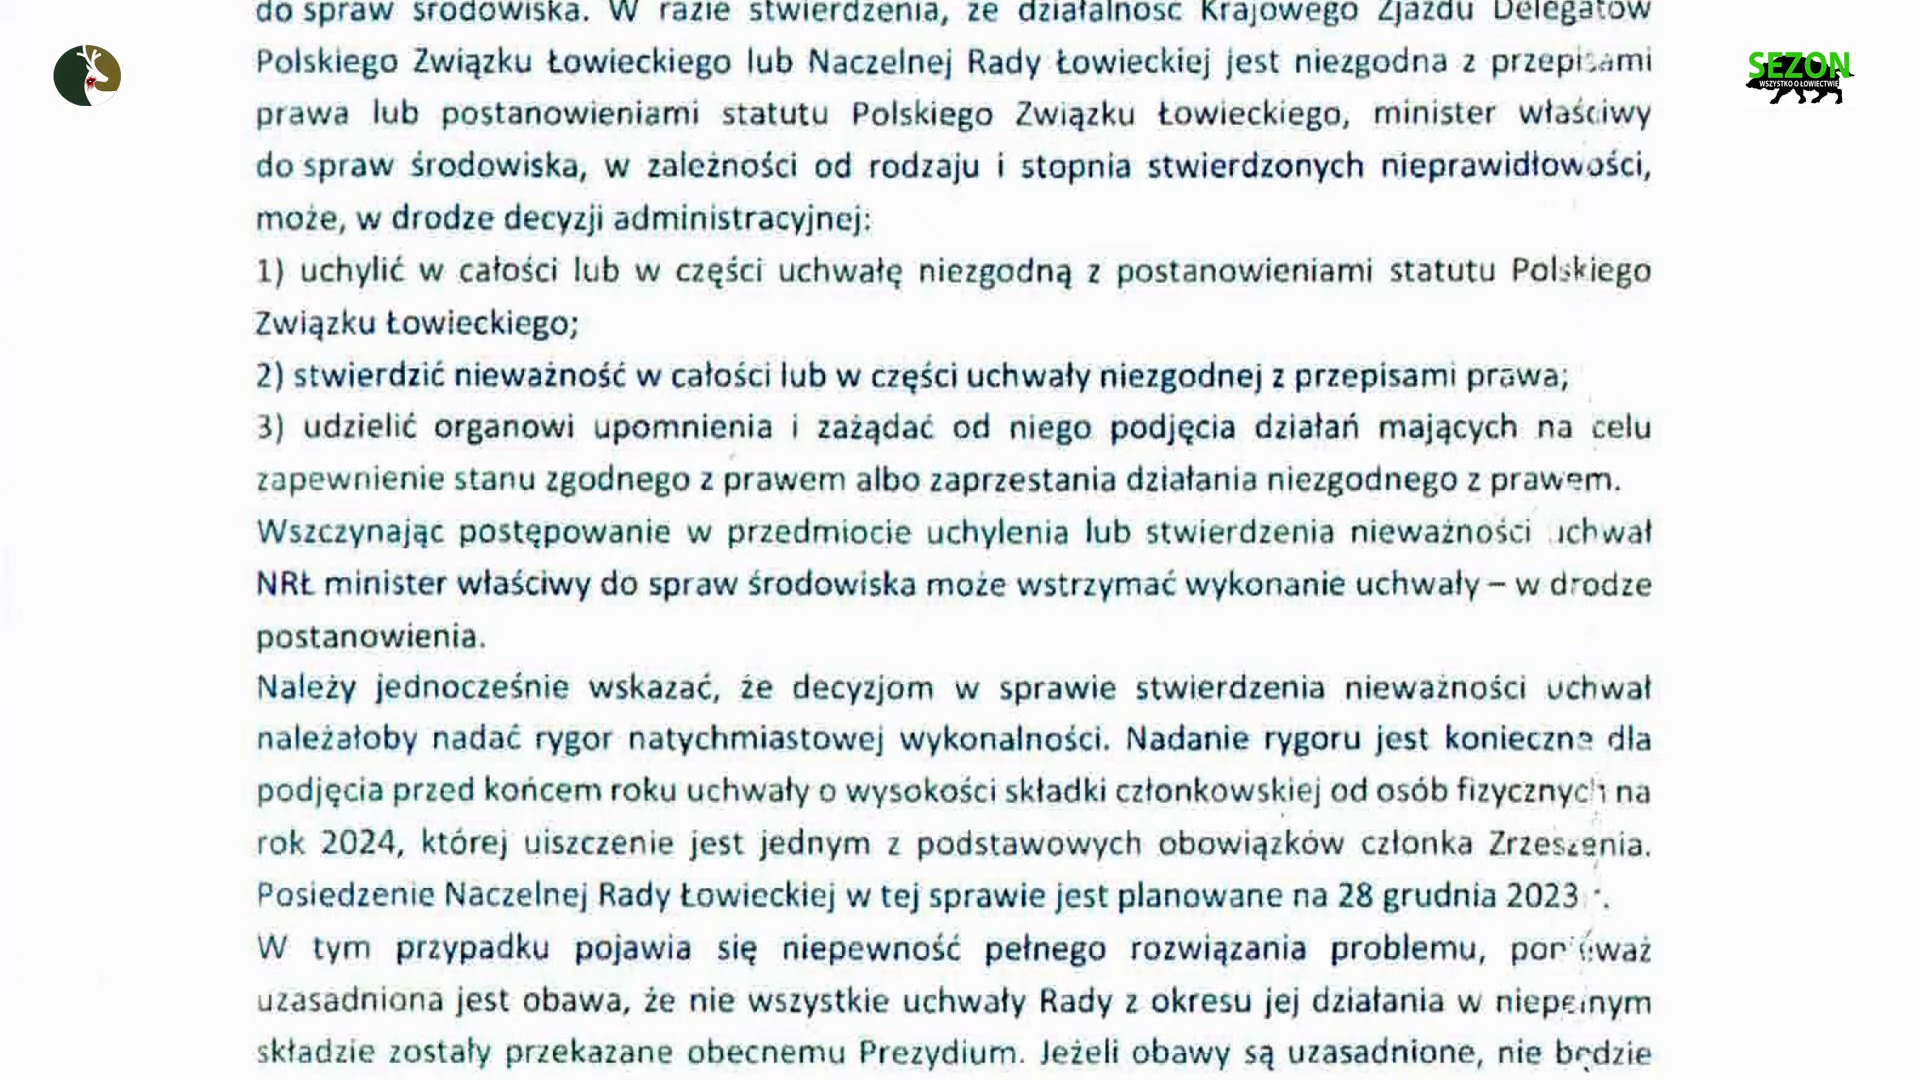 do spraw środowiska. W razie stwierdzenia, że działalność Krajowego Zjazdu Delegatów
Polskiego Związku Łowieckiego lub Naczelnej Rady Łowieckiej jest niezgodna z przepisami
prawa lub postanowieniami statutu Polskiego Związku Łowieckiego, minister właściwy
do spraw środowiska, w zależności od rodzaju i stopnia stwierdzonych nieprawidłowości,
może, w drodze decyzji administracyjnej:
1) uchylić w całości lub w części uchwałę niezgodną z postanowieniami statutu Polskiego
Związku Łowieckiego;
2) stwierdzić nieważność w całości lub w części uchwały niezgodnej z przepisami prawa;
3) udzielić organowi upomnienia i zażądać od niego podjęcia działań mających na celu
zapewnienie stanu zgodnego z prawem albo zaprzestania działania niezgodnego z prawem.
Wszczynając postępowanie w przedmiocie uchylenia lub stwierdzenia nieważności uchwał
NRŁ minister właściwy do spraw środowiska może wstrzymać wykonanie uchwały – w drodze
postanowienia.
Należy jednocześnie wskazać, że decyzjom w sprawie stwierdzenia nieważności uchwał
należałoby nadać rygor natychmiastowej wykonalności. Nadanie rygoru jest konieczne dla
podjęcia przed końcem roku uchwały o wysokości składki członkowskiej od osób fizycznych na
rok 2024, której uiszczenie jest jednym z podstawowych obowiązków członka Zrzeszenia.
Posiedzenie Naczelnej Rady Łowieckiej w tej sprawie jest planowane na 28 grudnia 2023
W tym przypadku pojawia się niepewność pełnego rozwiązania problemu, ponieważ
uzasadniona jest obawa, że nie wszystkie uchwały Rady z okresu jej działania w niepełnym
składzie zostały przekazane obecnemu Prezydium. Jeżeli obawy są uzasadnione, nie będzie
SEZON
WSZYSTKO O ŁOWIECTWIE